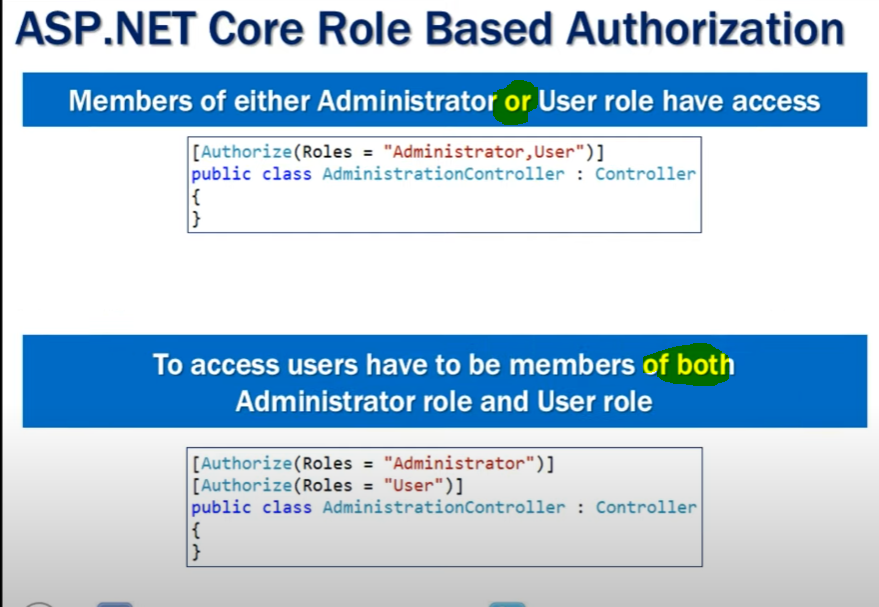 ASP.NET Core Role Based Authorization
Members of either Administrator or User role have access
[Authorize(Roles = "Administrator,User")]
public class AdministrationController : Controller
{
}
To access users have to be members of both
Administrator role and User role
[Authorize(Roles = "Administrator")]
[Authorize(Roles = "User")]
public class AdministrationController : Controller
{
}